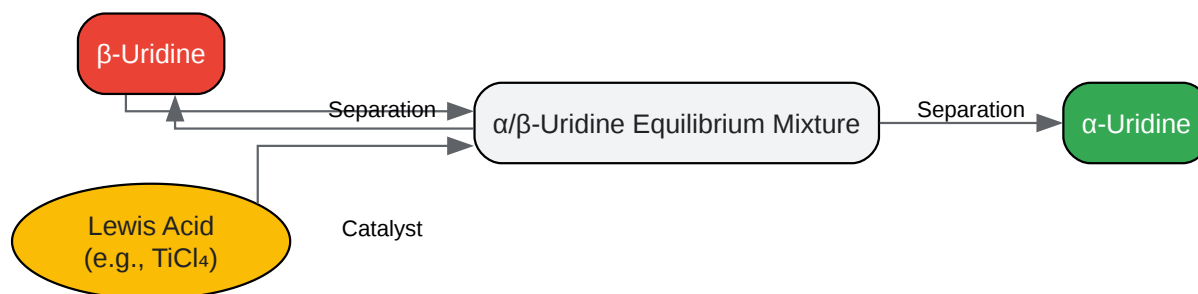 β-Uridine
Separation
α/β-Uridine Equilibrium Mixture
Separation
α-Uridine
Lewis Acid
(e.g., TiCl₄)
Catalyst